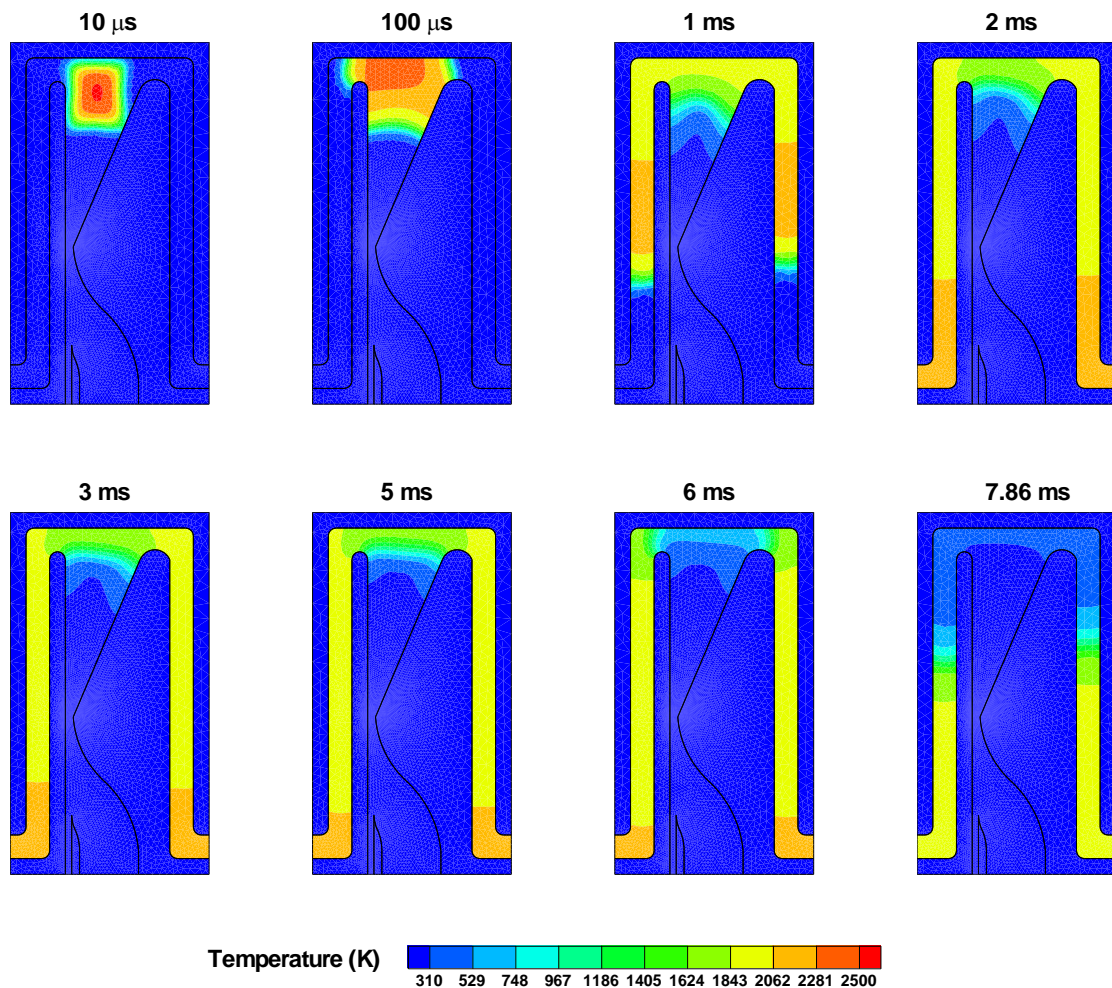 10 μs 100 μs 1 ms 2 ms
3 ms 5 ms 6 ms 7.86 ms
Temperature (K)
310 529 748 967 1186 1405 1624 1843 2062 2281 2500